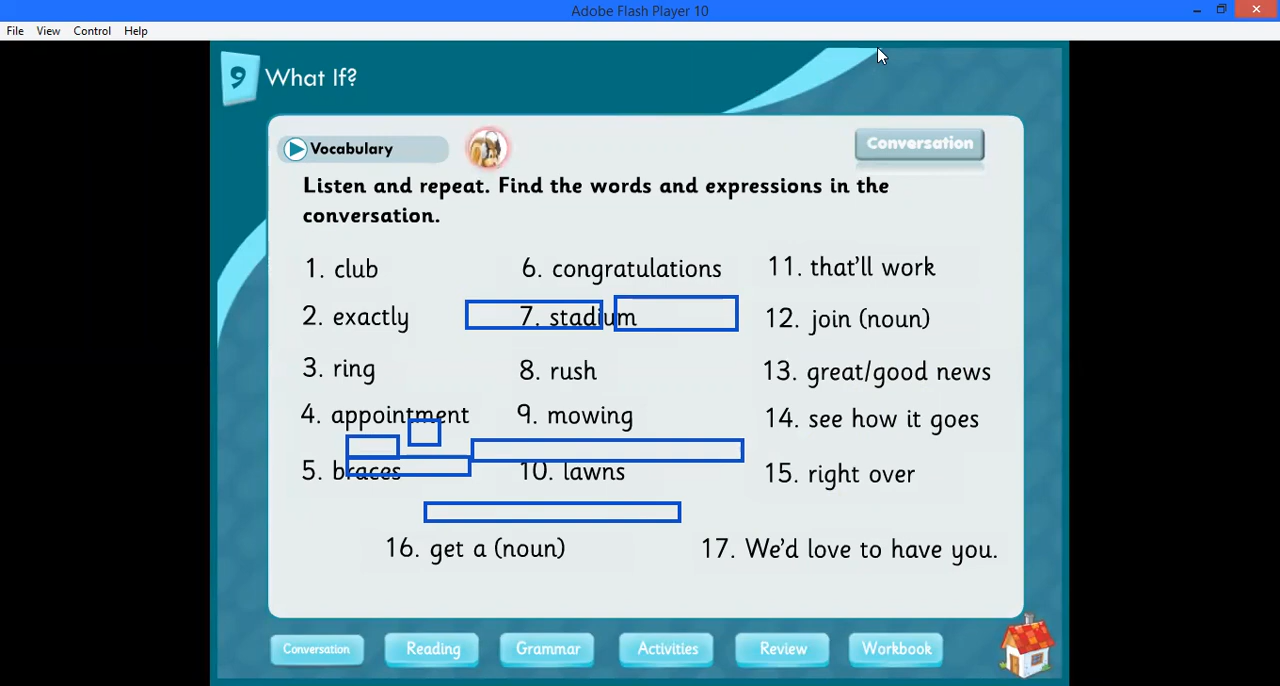 Adobe Flash Player 10
File View Control Help
9 What If?
Vocabulary
Conversation
Listen and repeat. Find the words and expressions in the
conversation.
1. club
2. exactly
3. ring
4. appointment
5. braces
6. congratulations
7. stadium
8. rush
9. mowing
10. lawns
11. that'll work
12. join (noun)
13. great/good news
14. see how it goes
15. right over
16. get a (noun)
17. We'd love to have you.
Conversation Reading Grammar Activities Review Workbook